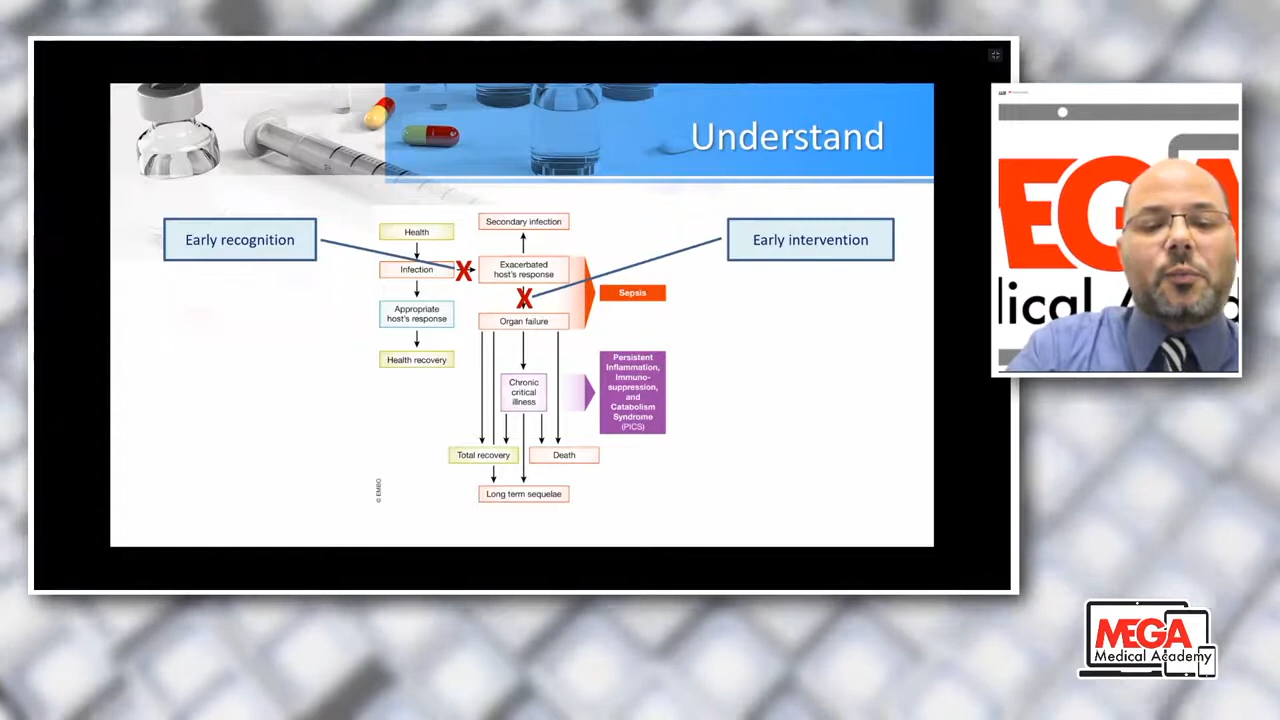 Understand
Early recognition
Early intervention
Health
Infection
X
Appropriate
host's response
Health recovery
Secondary infection
Exacerbated
host's response
X
Organ failure
Sepsis
Chronic
critical
illness
Persistent
Inflammation,
Immuno-
suppression,
and
Catabolism
Syndrome
(PICS)
Total recovery
Death
Long term sequelae
© EMBO
EGA
lical
MEGA
Medical Academy